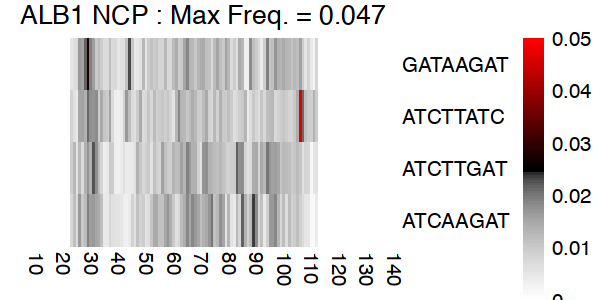 ALB1 NCP : Max Freq. = 0.047
GATAAGAT
ATCTTATC
ATCTTGAT
ATCAAGAT
0.05
0.04
0.03
0.02
0.01
10 20 30 40 50 60 70 80 90 100 110 120 130 140